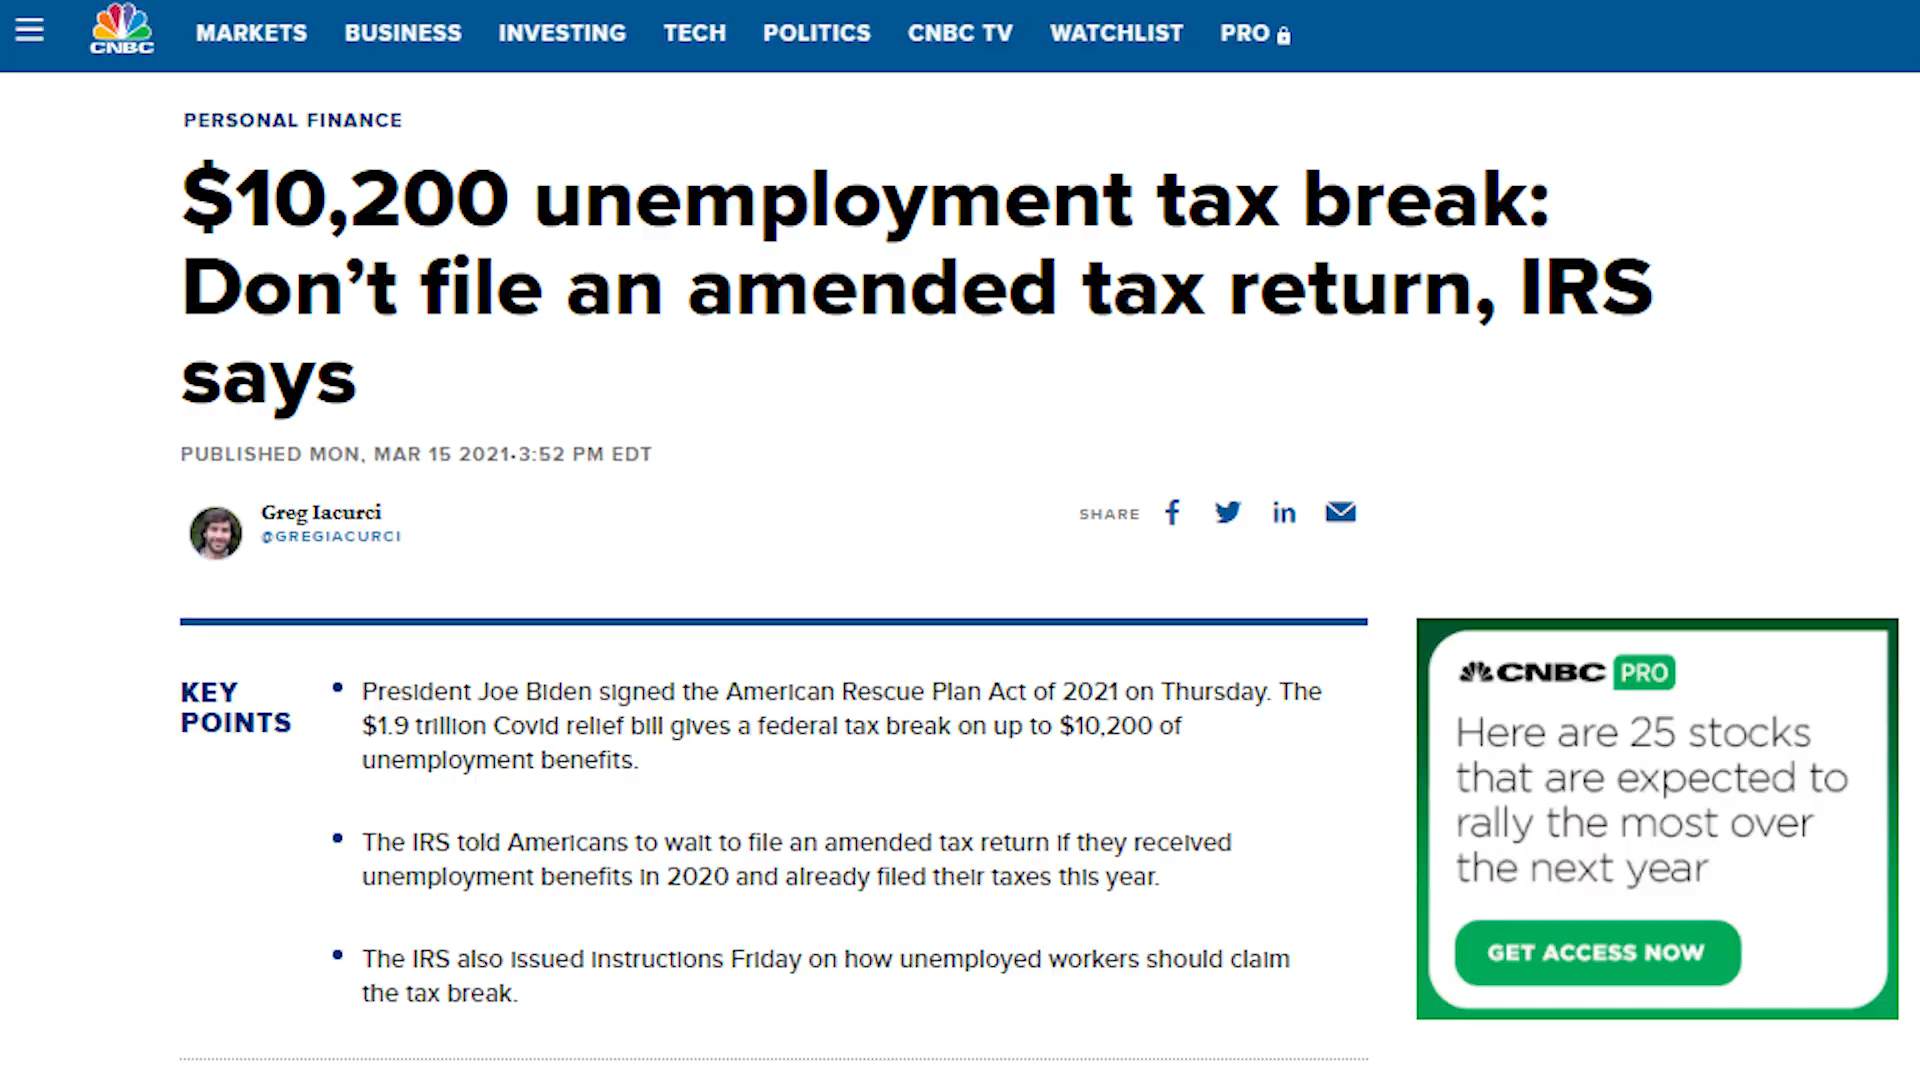 CNBC
MARKETS BUSINESS INVESTING TECH POLITICS CNBC TV WATCHLIST PRO
PERSONAL FINANCE
$10,200 unemployment tax break:
Don’t file an amended tax return, IRS
says
PUBLISHED MON, MAR 15 2021•3:52 PM EDT
Greg Iacurci
@GREGIACURCI
SHARE
KEY
POINTS
• President Joe Biden signed the American Rescue Plan Act of 2021 on Thursday. The
$1.9 trillion Covid relief bill gives a federal tax break on up to $10,200 of
unemployment benefits.
• The IRS told Americans to wait to file an amended tax return if they received
unemployment benefits in 2020 and already filed their taxes this year.
• The IRS also issued instructions Friday on how unemployed workers should claim
the tax break.
CNBC PRO
Here are 25 stocks
that are expected to
rally the most over
the next year
GET ACCESS NOW